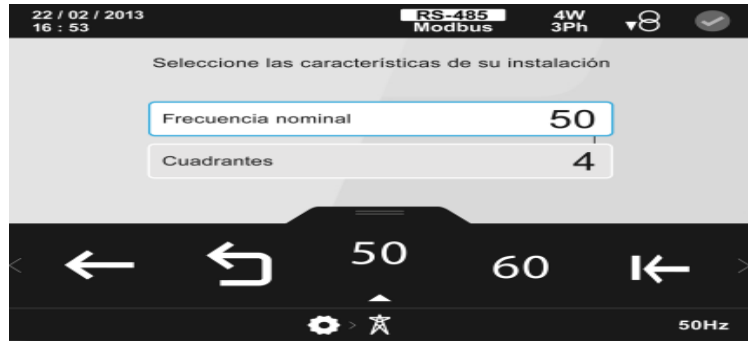 22 / 02 / 2013
16 : 53
RS-485
Modbus
4W
3Ph
Seleccione las características de su instalación
Frecuencia nominal 50
Cuadrantes 4
50 60
50Hz